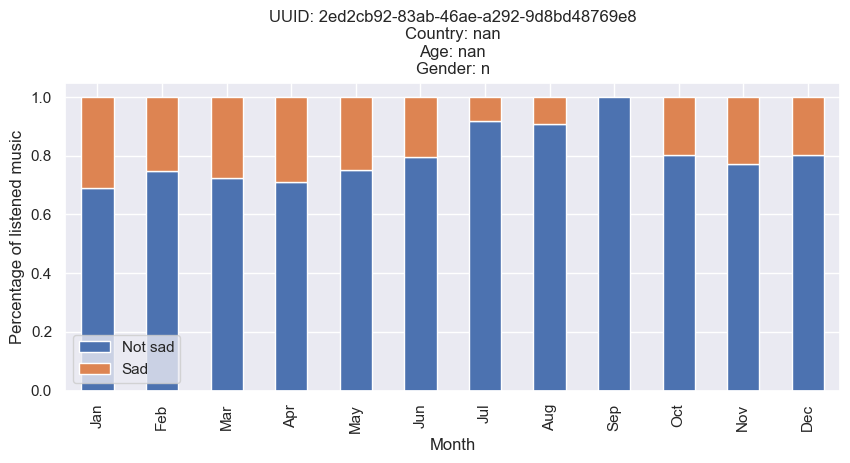 UUID: 2ed2cb92-83ab-46ae-a292-9d8bd48769e8
Country: nan
Age: nan
Gender: n
Percentage of listened music
1.0
0.8
0.6
0.4
0.2
0.0
Not sad
Sad
Jan Feb Mar Apr May Jun Jul Aug Sep Oct Nov Dec
Month